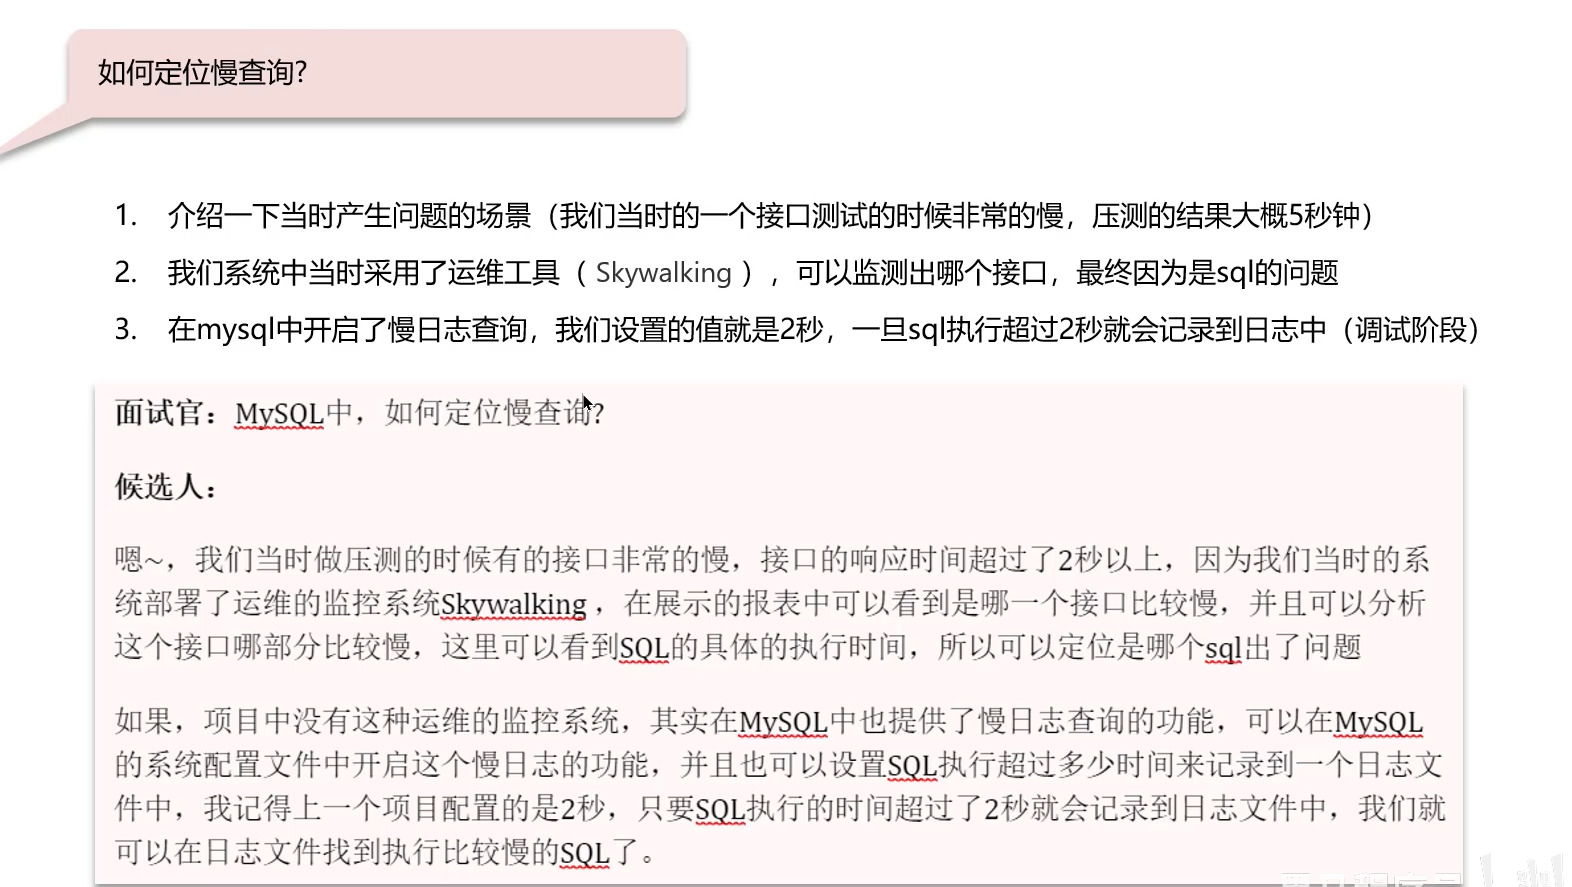 如何定位慢查询?
1. 介绍一下当时产生问题的场景（我们当时的一个接口测试的时候非常的慢，压测的结果大概5秒钟）
2. 我们系统中当时采用了运维工具（ Skywalking ），可以监测出哪个接口，最终因为是sql的问题
3. 在mysql中开启了慢日志查询，我们设置的值就是2秒，一旦sql执行超过2秒就会记录到日志中（调试阶段）
面试官：MySQL中，如何定位慢查询?
候选人：
嗯~，我们当时做压测的时候有的接口非常的慢，接口的响应时间超过了2秒以上，因为我们当时的系
统部署了运维的监控系统Skywalking ，在展示的报表中可以看到是哪一个接口比较慢，并且可以分析
这个接口哪部分比较慢，这里可以看到SQL的具体的执行时间，所以可以定位是哪个sql出了问题
如果，项目中没有这种运维的监控系统，其实在MySQL中也提供了慢日志查询的功能，可以在MySQL
的系统配置文件中开启这个慢日志的功能，并且也可以设置SQL执行超过多少时间来记录到一个日志文
件中，我记得上一个项目配置的是2秒，只要SQL执行的时间超过了2秒就会记录到日志文件中，我们就
可以在日志文件找到执行比较慢的SQL了。